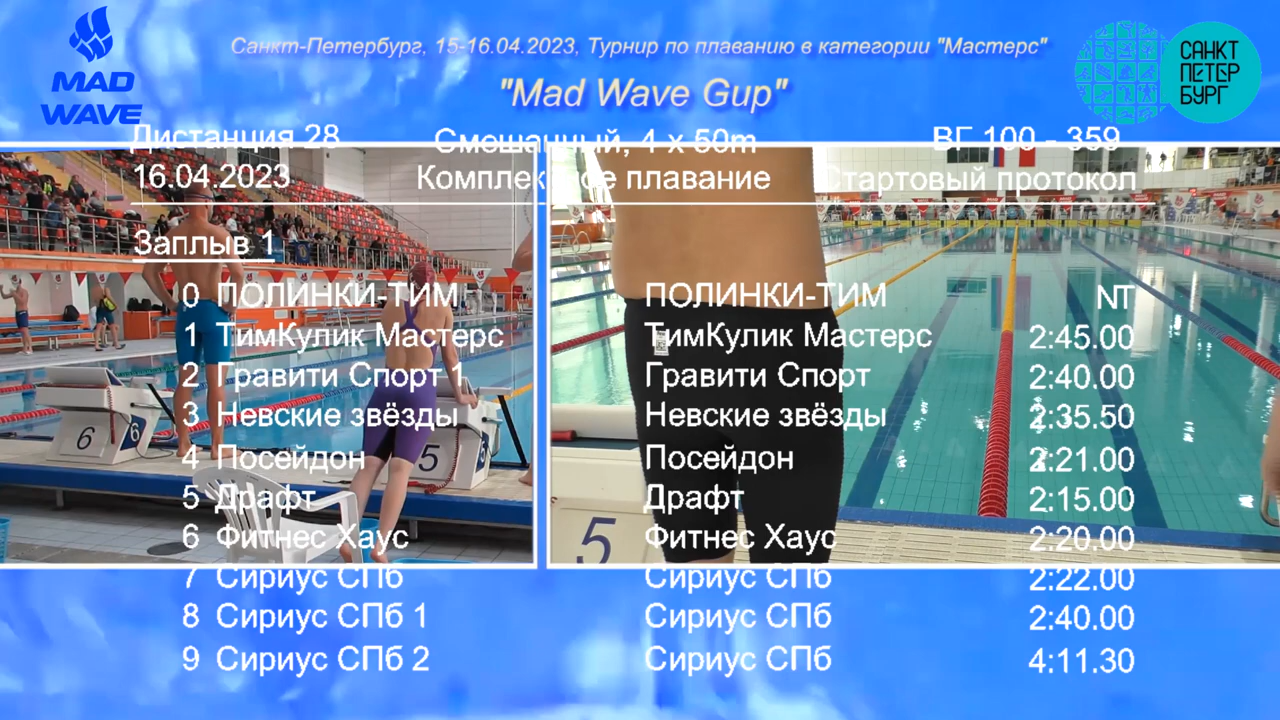 MAD
WAVE
Санкт-Петербург, 15-16.04.2023, Турнир по плаванию в категории "Мастерс"
"Mad Wave Gup"
САНКТ
ПЕТЕР
БУРГ
Дистанция 28 Смешанный, 4 x 50m ВГ 100 - 359
16.04.2023 Комплексное плавание Стартовый протокол
Заплыв 1
0 ПОЛИНКИ-ТИМ ПОЛИНКИ-ТИМ NT
1 ТимКулик Мастерс ТимКулик Мастерс 2:45.00
2 Гравити Спорт 1 Гравити Спорт 2:40.00
3 Невские звёзды Невские звёзды 2:35.50
4 Посейдон Посейдон 2:21.00
5 Драфт Драфт 2:15.00
6 Фитнес Хаус Фитнес Хаус 2:20.00
7 Сириус СПб Сириус СПб 2:22.00
8 Сириус СПб 1 Сириус СПб 2:40.00
9 Сириус СПб 2 Сириус СПб 4:11.30
6 6
5 5
5